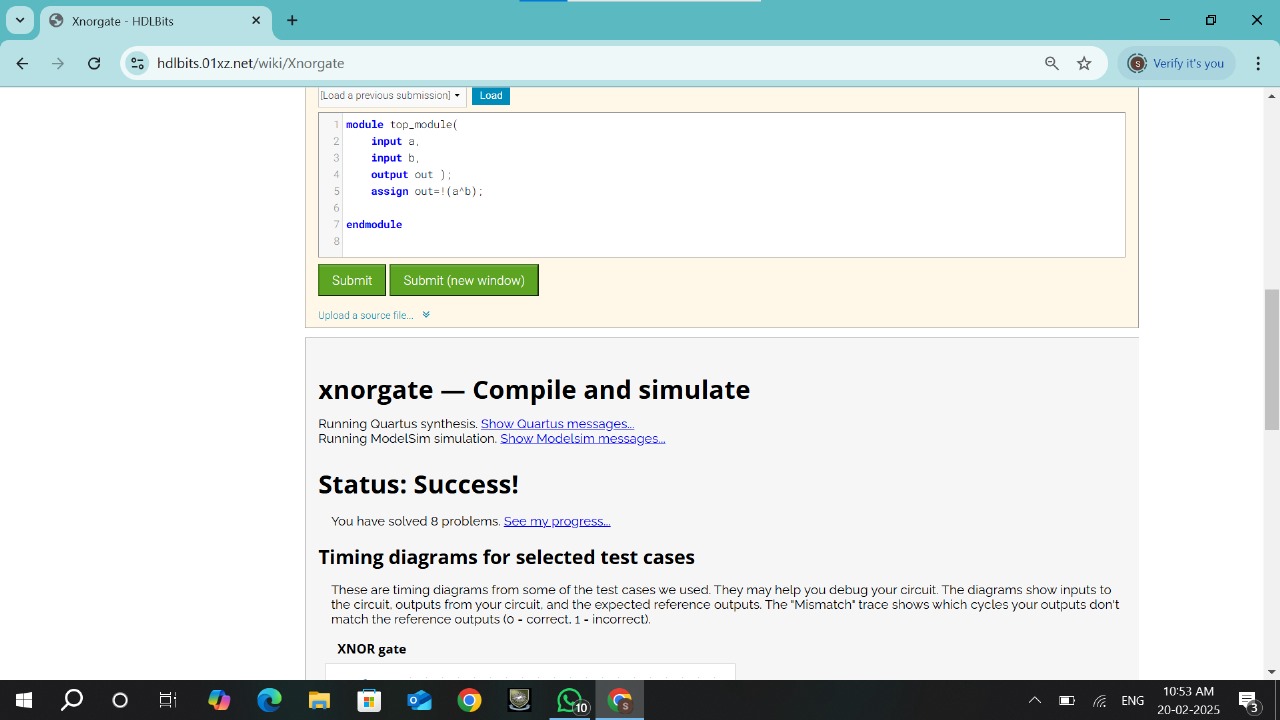 Xnorgate - HDLBits
hdlbits.01xz.net/wiki/Xnorgate
Verify it's you
[Load a previous submission]
Load
1 module top_module(
2 input a,
3 input b,
4 output out );
5 assign out=!(a^b);
6
7 endmodule
8
Submit
Submit (new window)
Upload a source file...
xnorgate — Compile and simulate
Running Quartus synthesis. Show Quartus messages...
Running ModelSim simulation. Show Modelsim messages...
Status: Success!
You have solved 8 problems. See my progress...
Timing diagrams for selected test cases
These are timing diagrams from some of the test cases we used. They may help you debug your circuit. The diagrams show inputs to
the circuit, outputs from your circuit, and the expected reference outputs. The "Mismatch" trace shows which cycles your outputs don't
match the reference outputs (0 = correct, 1 = incorrect).
XNOR gate
10
S
ENG
10:53 AM
20-02-2025
3